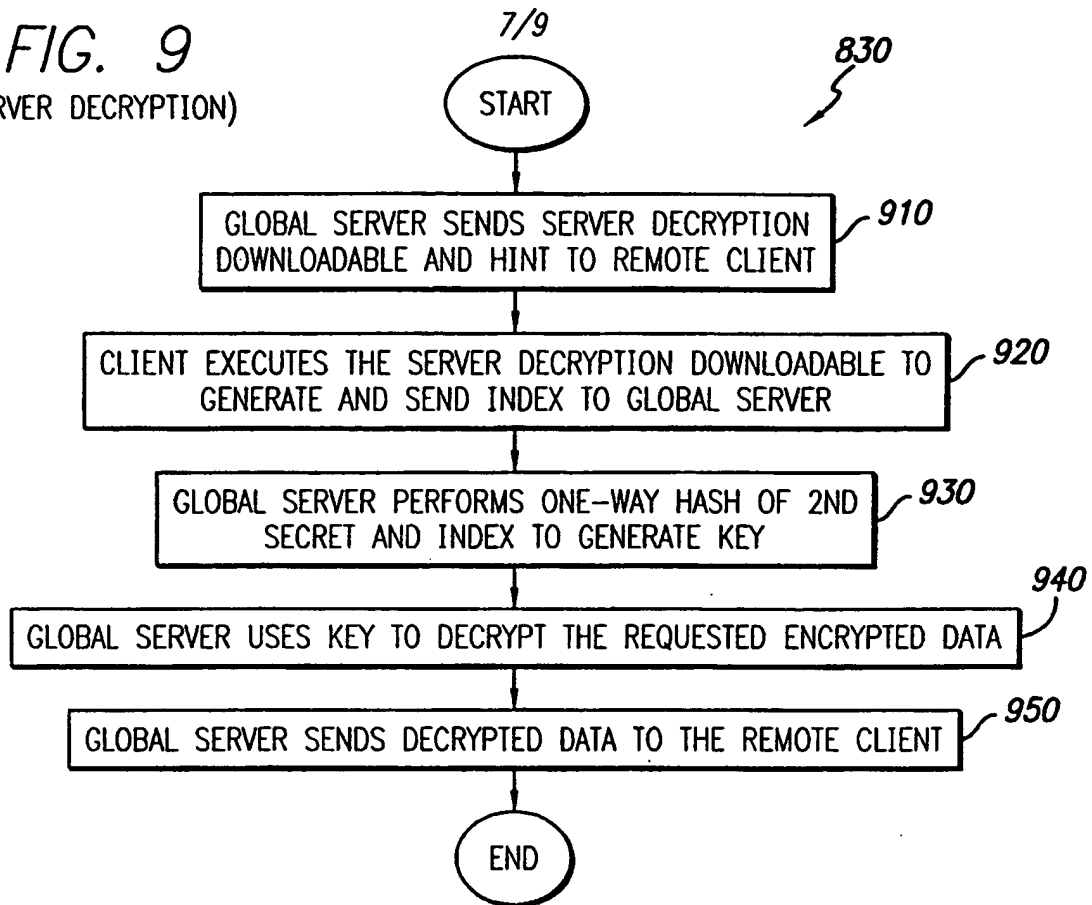 FIG. 9
RVER DECRYPTION)
7/9
830
START
GLOBAL SERVER SENDS SERVER DECRYPTION
DOWNLOADABLE AND HINT TO REMOTE CLIENT
910
CLIENT EXECUTES THE SERVER DECRYPTION DOWNLOADABLE TO
GENERATE AND SEND INDEX TO GLOBAL SERVER
920
GLOBAL SERVER PERFORMS ONE-WAY HASH OF 2ND
SECRET AND INDEX TO GENERATE KEY
930
GLOBAL SERVER USES KEY TO DECRYPT THE REQUESTED ENCRYPTED DATA
940
GLOBAL SERVER SENDS DECRYPTED DATA TO THE REMOTE CLIENT
950
END